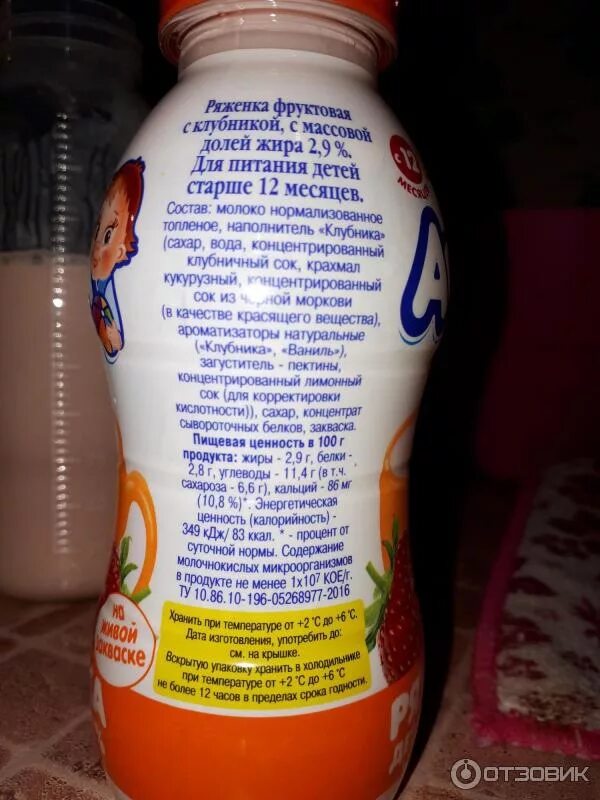 Ряженка фруктовая
с клубникой, с массовой
долей жира 2,9 %.
Для питания детей
старше 12 месяцев.
Состав: молоко нормализованное
топленое, наполнитель «Клубника»
(сахар, вода, концентрированный
клубничный сок, крахмал
кукурузный, концентрированный
сок из черной моркови
(в качестве красящего вещества),
ароматизаторы натуральные
(«Клубника», «Ваниль»),
загуститель - пектины,
концентрированный лимонный
сок (для корректировки
кислотности)), сахар, концентрат
сывороточных белков, закваска.
Пищевая ценность в 100 г
продукта: жиры - 2,9 г, белки -
2,8 г, углеводы - 11,4 г (в т.ч.
сахароза - 6,6 г), кальций - 86 мг
(10,8 %)*. Энергетическая
ценность (калорийность) -
349 кДж/ 83 ккал. * - процент от
суточной нормы. Содержание
молочнокислых микроорганизмов
в продукте не менее 1х10⁷ КОЕ/г.
ТУ 10.86.10-196-05268977-2016
Хранить при температуре от +2 °С до +6 °С.
Дата изготовления, употребить до:
см. на крышке.
Вскрытую упаковку хранить в холодильнике
при температуре от +2 °С до +6 °С
не более 12 часов в пределах срока годности.
на
живой
закваске
с 12
ОТЗОВИК